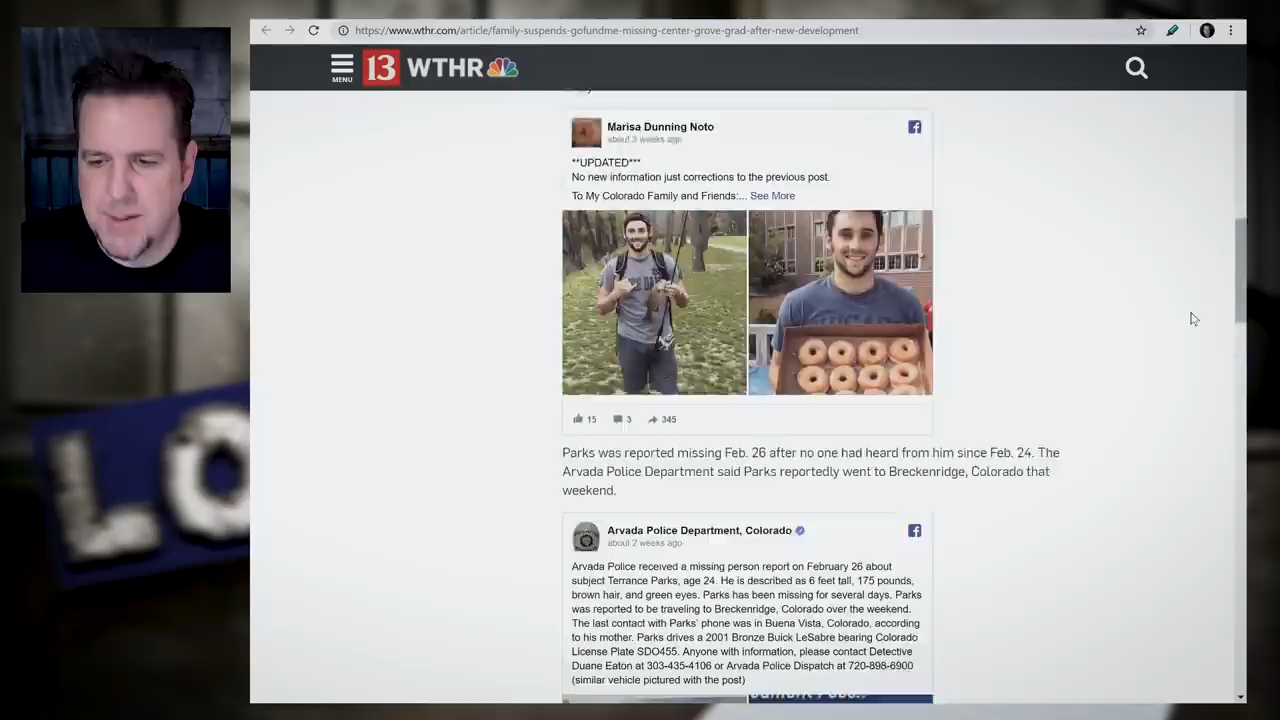 https://www.wthr.com/article/family-suspends-gofundme-missing-center-grove-grad-after-new-development
MENU
13 WTHR
Marisa Dunning Noto
about 3 weeks ago
**UPDATED***
No new information just corrections to the previous post.
To My Colorado Family and Friends:... See More
15 3 345
Parks was reported missing Feb. 26 after no one had heard from him since Feb. 24. The
Arvada Police Department said Parks reportedly went to Breckenridge, Colorado that
weekend.
Arvada Police Department, Colorado
about 2 weeks ago
Arvada Police received a missing person report on February 26 about
subject Terrance Parks, age 24. He is described as 6 feet tall, 175 pounds,
brown hair, and green eyes. Parks has been missing for several days. Parks
was reported to be traveling to Breckenridge, Colorado over the weekend.
The last contact with Parks' phone was in Buena Vista, Colorado, according
to his mother. Parks drives a 2001 Bronze Buick LeSabre bearing Colorado
License Plate SDO455. Anyone with information, please contact Detective
Duane Eaton at 303-435-4106 or Arvada Police Dispatch at 720-898-6900
(similar vehicle pictured with the post)
LO